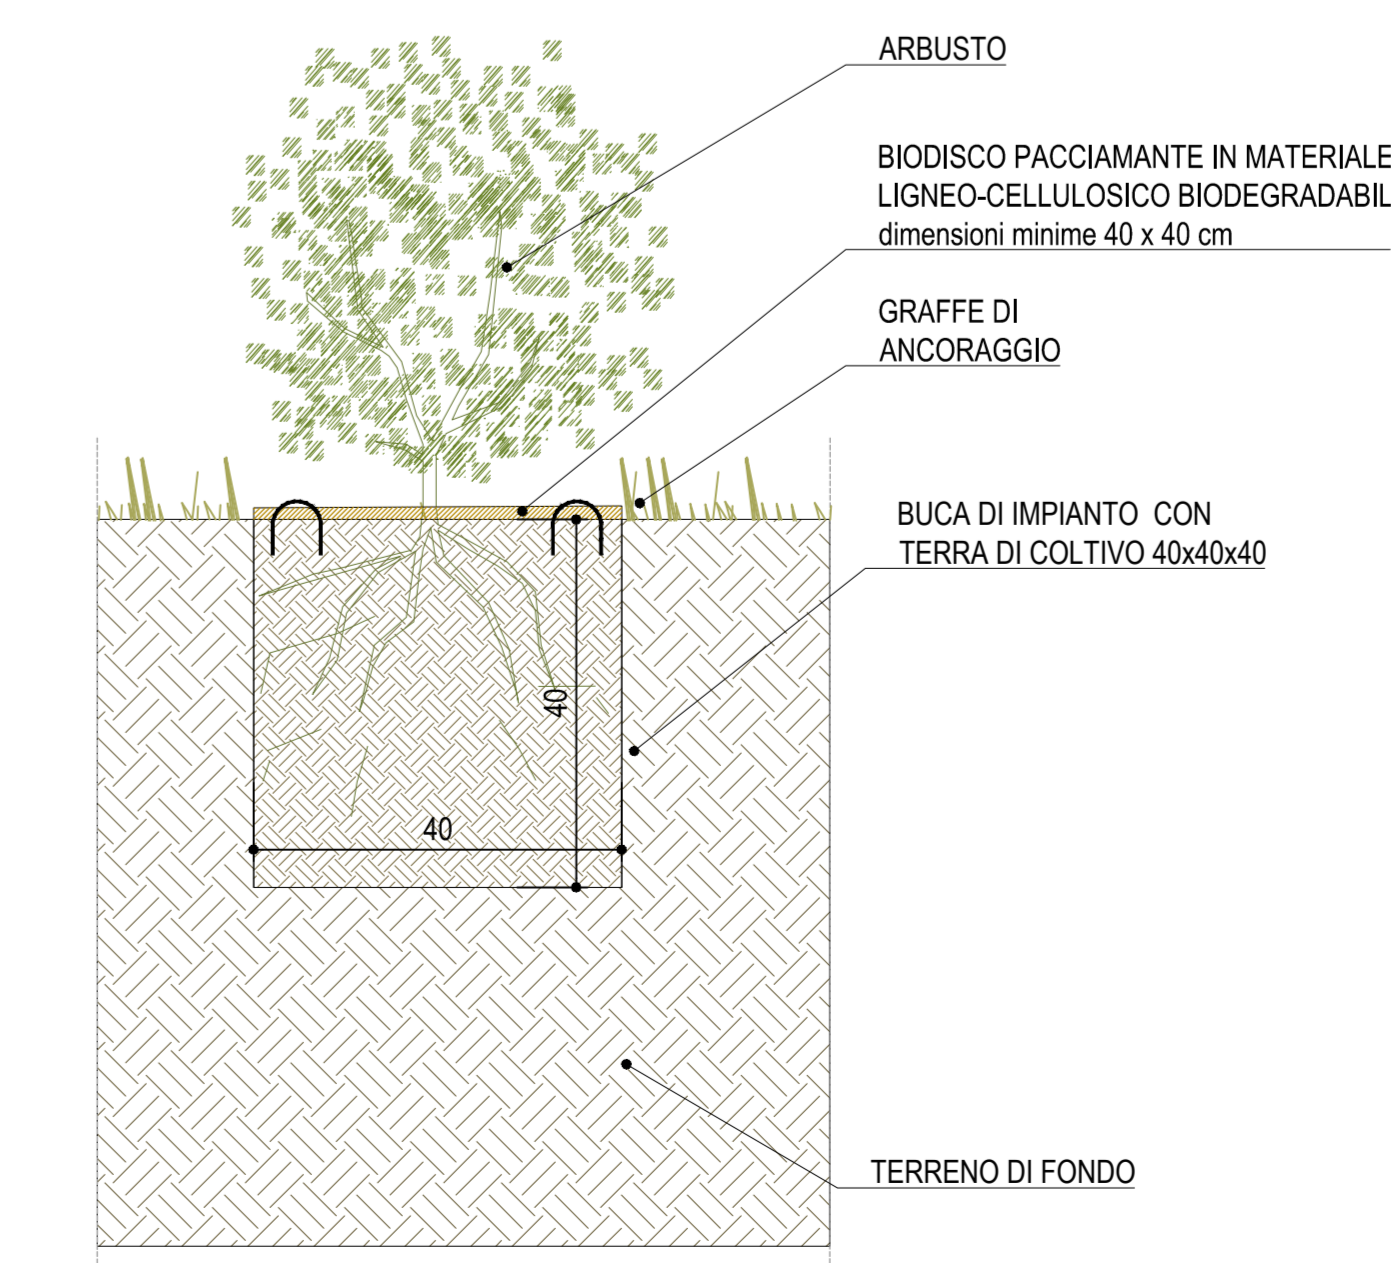 ARBUSTO
BIODISCO PACCIAMANTE IN MATERIALE
LIGNEO-CELLULOSICO BIODEGRADABIL
dimensioni minime 40 x 40 cm
GRAFFE DI
ANCORAGGIO
BUCA DI IMPIANTO CON
TERRA DI COLTIVO 40x40x40
40
40
TERRENO DI FONDO